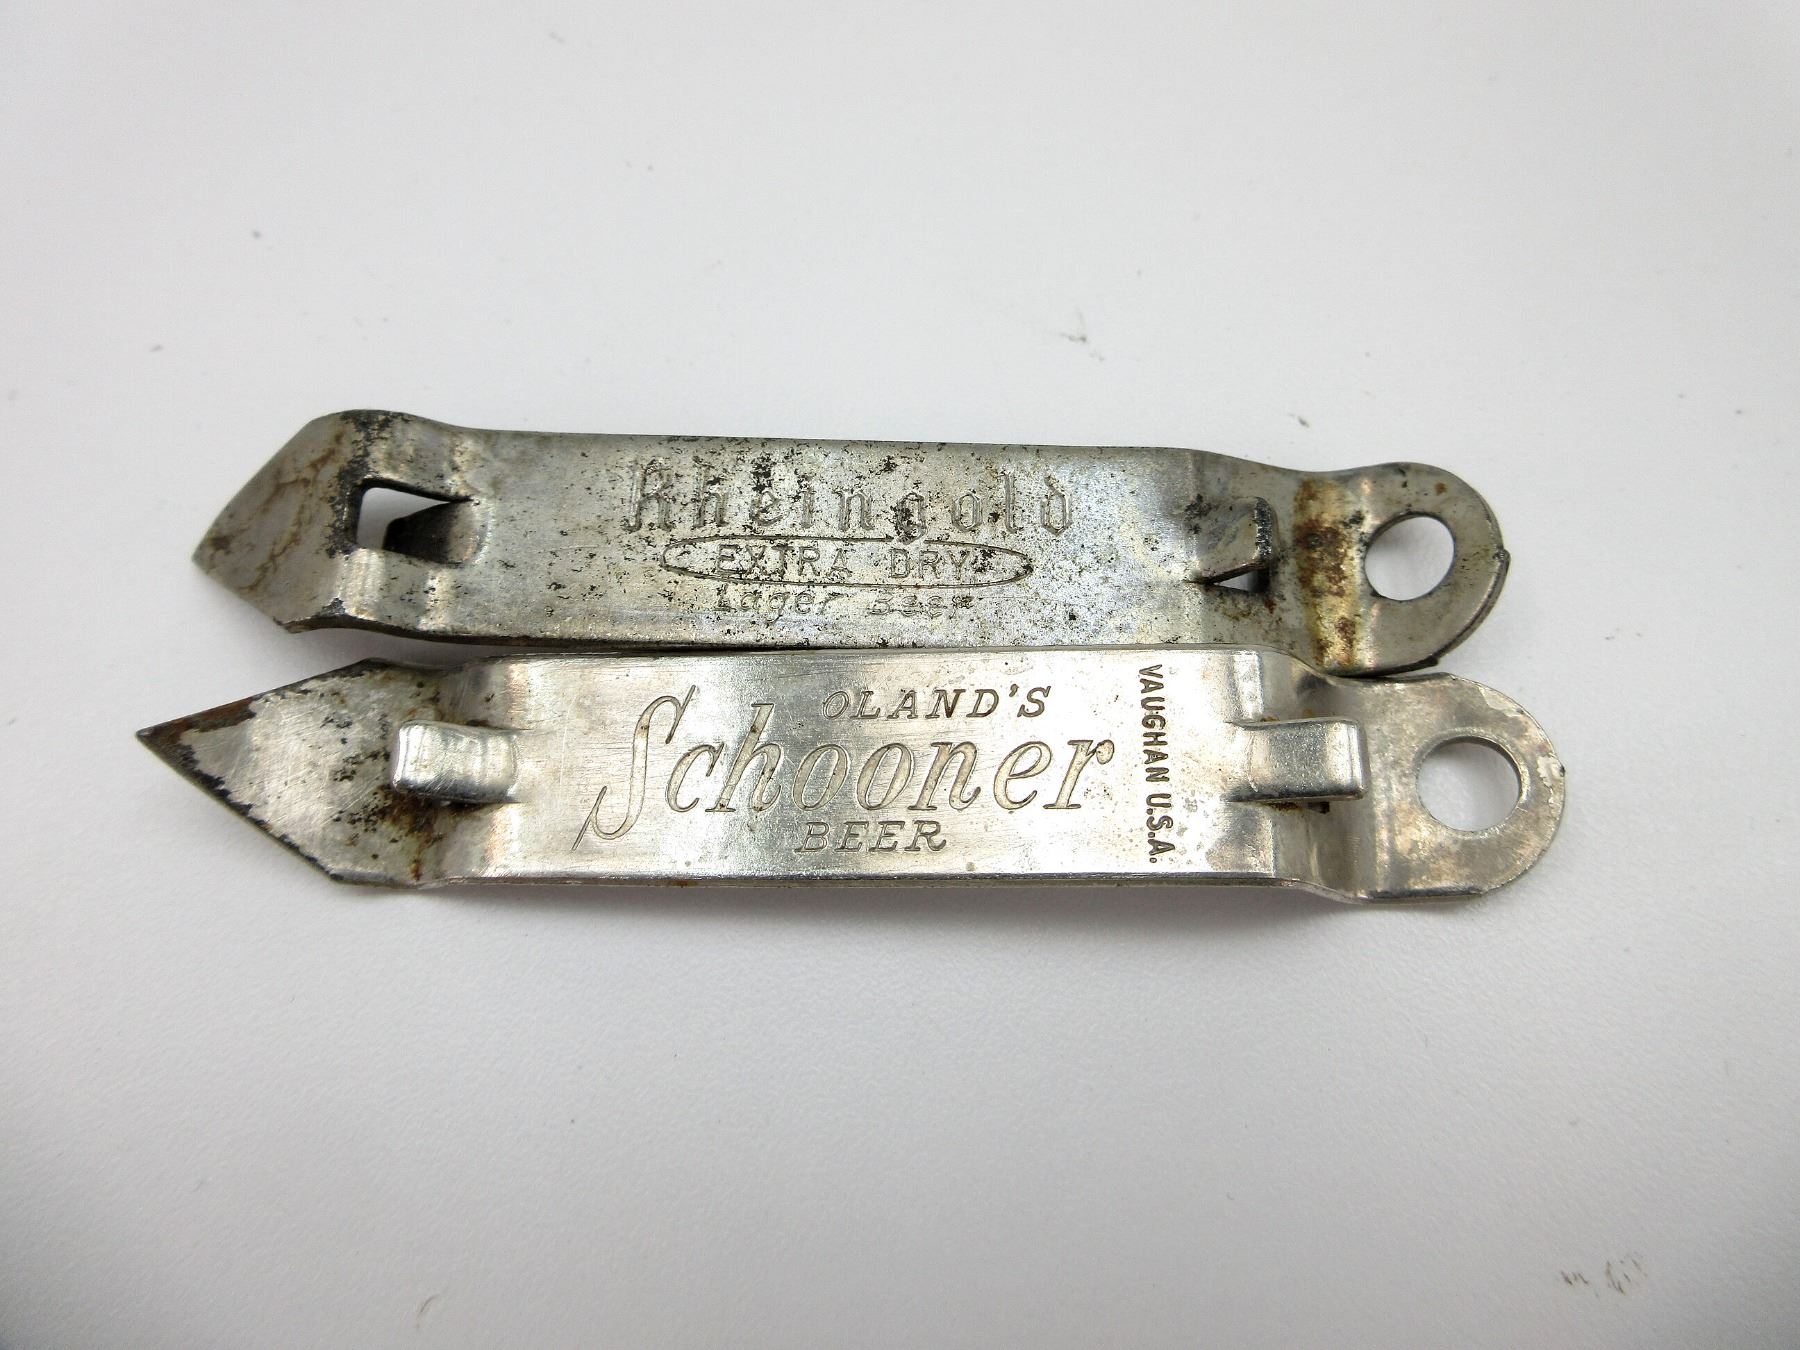 Rheingold
EXTRA DRY
Lager Beer
OLAND'S
Schooner
BEER
VAUGHAN U.S.A.